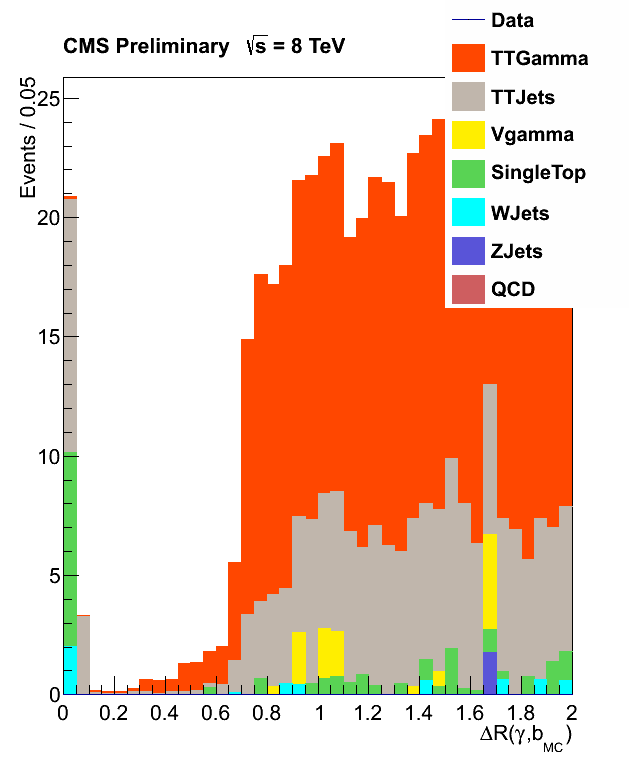 CMS Preliminary √s = 8 TeV
Data
TTGamma
TTJets
Vgamma
SingleTop
WJets
ZJets
QCD
Events / 0.05
25
20
15
10
5
0
0 0.2 0.4 0.6 0.8 1 1.2 1.4 1.6 1.8 2
ΔR(γ,b_MC)